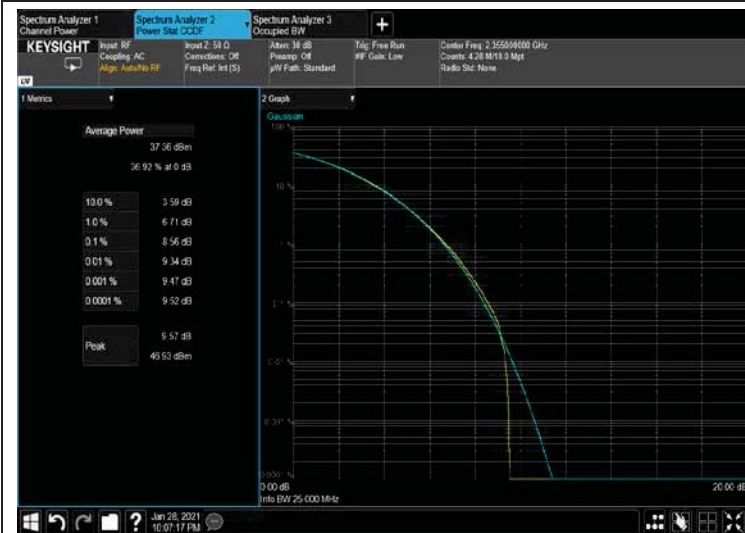 Spectrum Analyzer 1
Channel Power
Spectrum Analyzer 2
Power Stat CCDF
Spectrum Analyzer 3
Occupied BW
KEYSIGHT
Input: RF
Coupling: AC
Align: Auto/No RF
Input Z: 50 Ω
Corrections: Off
Freq Ref: Int (S)
Atten: 30 dB
Preamp: Off
µW Path: Standard
Trig: Free Run
#IF Gain: Low
Center Freq: 2.355000000 GHz
Counts: 4.28 M/10.0 Mpt
Radio Std: None
1 Metrics
Average Power
37.36 dBm
36.92 % at 0 dB
10.0 % 3.59 dB
1.0 % 6.71 dB
0.1 % 8.56 dB
0.01 % 9.34 dB
0.001 % 9.47 dB
0.0001 % 9.52 dB
Peak
9.57 dB
46.93 dBm
2 Graph
Gaussian
100 %
10 %
1 %
0.1 %
0.01 %
0.001 %
0.00 dB
20.00 dB
Info BW 25.000 MHz
Jan 28, 2021
10:07:17 PM